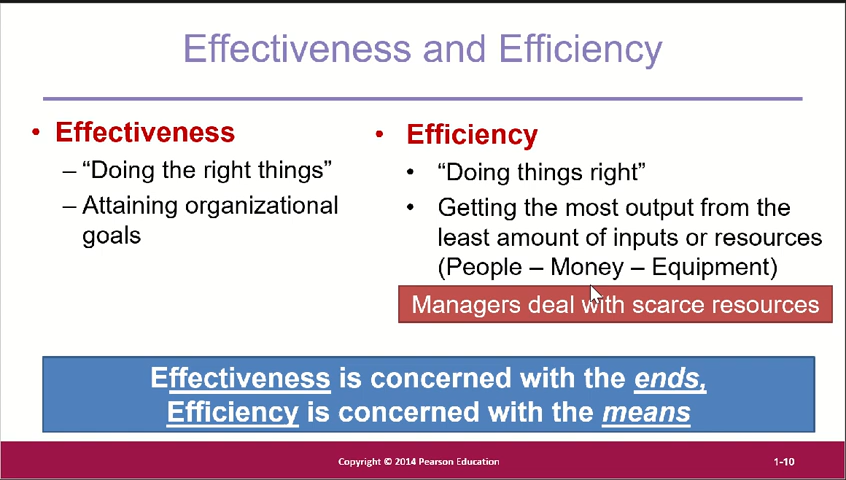 Effectiveness and Efficiency
• Effectiveness
– “Doing the right things”
– Attaining organizational
goals
• Efficiency
• “Doing things right”
• Getting the most output from the
least amount of inputs or resources
(People – Money – Equipment)
Managers deal with scarce resources
Effectiveness is concerned with the ends,
Efficiency is concerned with the means
Copyright © 2014 Pearson Education
1-10